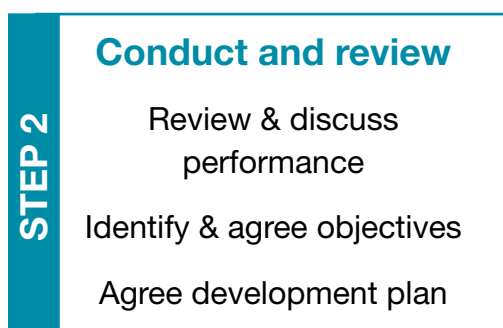 STEP 2
Conduct and review
Review & discuss
performance
Identify & agree objectives
Agree development plan